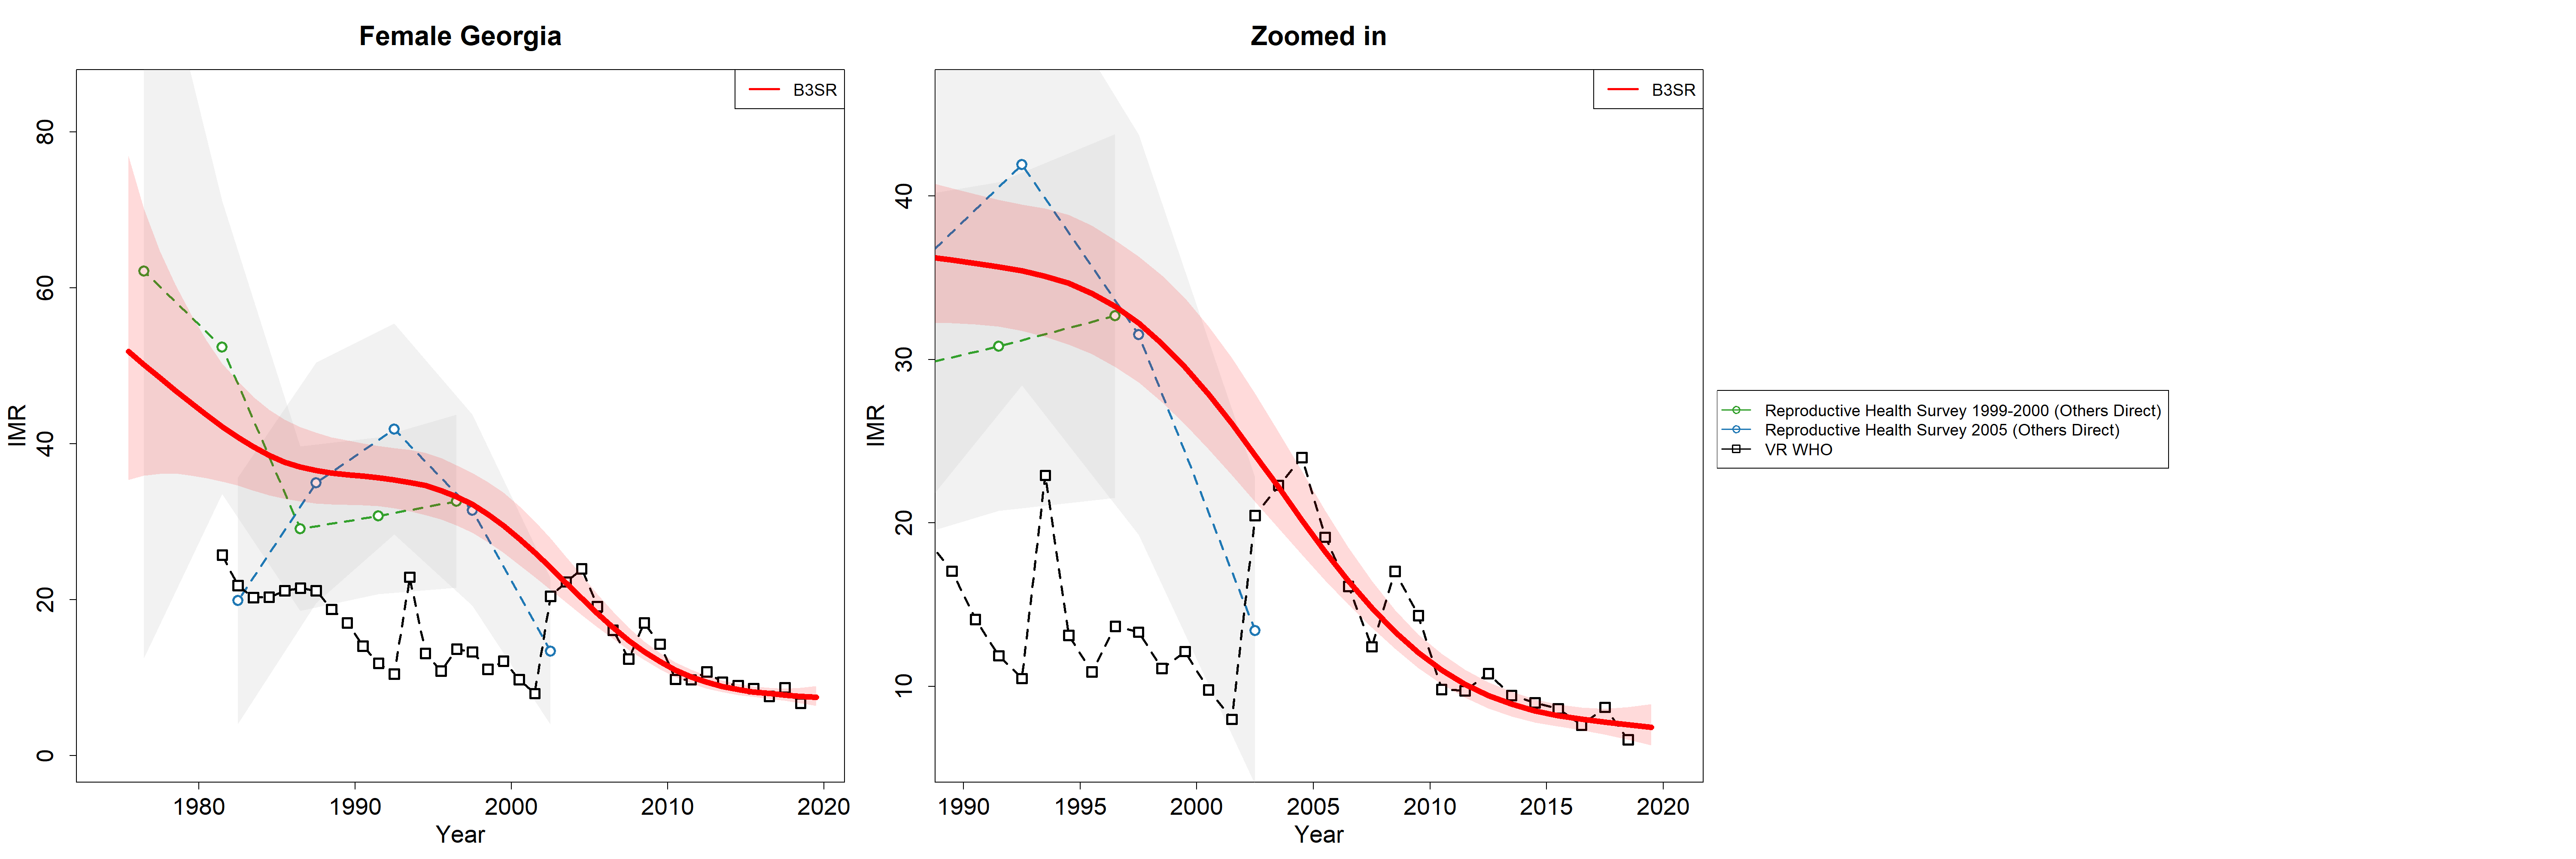 Female Georgia
B3SR
IMR
80
60
40
20
0
1980 1990 2000 2010 2020
Year
Zoomed in
B3SR
IMR
40
30
20
10
1990 1995 2000 2005 2010 2015 2020
Year
Reproductive Health Survey 1999-2000 (Others Direct)
Reproductive Health Survey 2005 (Others Direct)
VR WHO